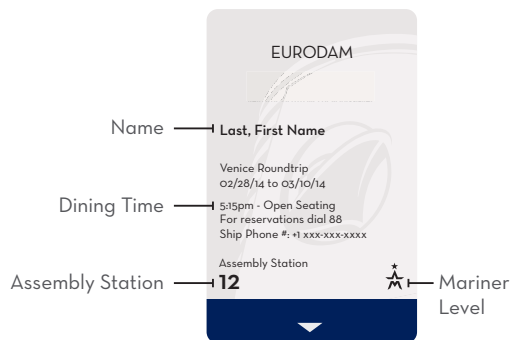 EURODAM
Name
Last, First Name
Venice Roundtrip
02/28/14 to 03/10/14
Dining Time
5:15pm - Open Seating
For reservations dial 88
Ship Phone #: +1 xxx-xxx-xxxx
Assembly Station
Assembly Station
12
Mariner
Level